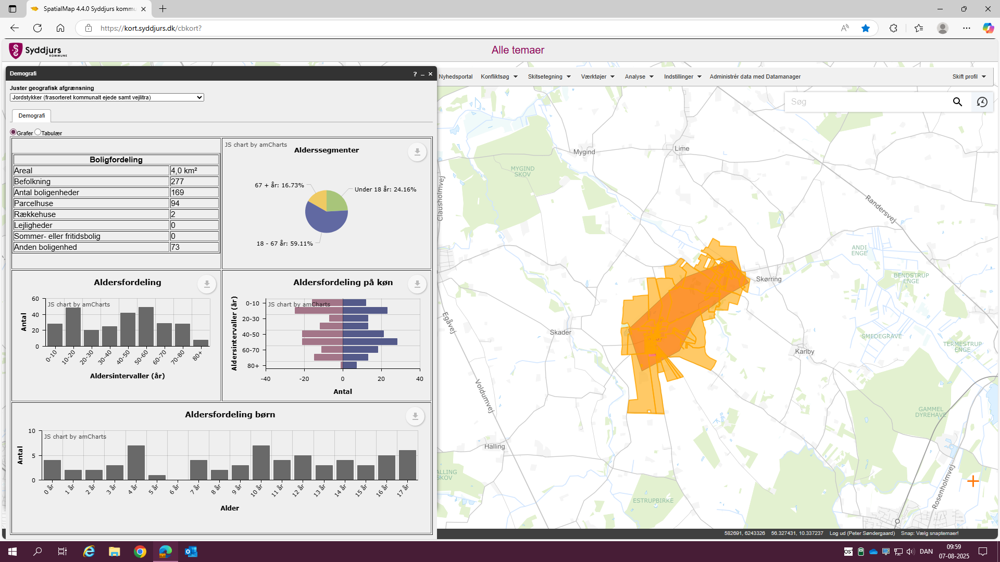 SpatialMap 4.4.0 Syddjurs kommu
https://kort.syddjurs.dk/cbkort?
Syddjurs
KOMMUNE
Alle temaer
Demografi
?
Nyhedsportal
Konfliktsøg
Skitsetegning
Værktøjer
Analyse
Indstillinger
Administrér data med Datamanager
Skift profil
Juster geografisk afgrænsning
Jordstykker (frasorteret kommunalt ejede samt vejlitra)
Søg
Demografi
Grafer
Tabulær
Boligfordeling
Areal 4,0 km²
Befolkning 277
Antal boligenheder 169
Parcelhuse 94
Rækkehuse 2
Lejligheder 0
Sommer- eller fritidsbolig 0
Anden boligenhed 73
JS chart by amCharts
Alderssegmenter
67 + år: 16.73%
Under 18 år: 24.16%
18 - 67 år: 59.11%
Aldersfordeling
JS chart by amCharts
Antal
60
40
20
0
0-10
10-20
20-30
30-40
40-50
50-60
60-70
70-80
80+
Aldersintervaller (år)
Aldersfordeling på køn
JS chart by amCharts
Aldersintervaller (år)
0-10
20-30
40-50
60-70
80+
-40
-20
0
20
40
Antal
Aldersfordeling børn
JS chart by amCharts
Antal
10
5
0
0 år
1 år
2 år
3 år
4 år
5 år
6 år
7 år
8 år
9 år
10 år
11 år
12 år
13 år
14 år
15 år
16 år
17 år
Alder
Mygind
Lime
MYGIND
SKOV
Clausholmvej
Randersvej
ANDI
ENGE
BENDSTRUP
ENGE
Skørring
Egåvej
Skader
SMEDEGRAVE
TERMESTRUP
ENGE
Karlby
Voldumvej
GAMMEL
DYREHAVE
Halling
ALLING
SKOV
ESTRUPBIRKE
Rosenholmvej
582691, 6243326
56.327431, 10.337237
Log ud (Peter Søndergaard)
Snap: Vælg snaptemaer!
DAN
09:59
07-08-2025